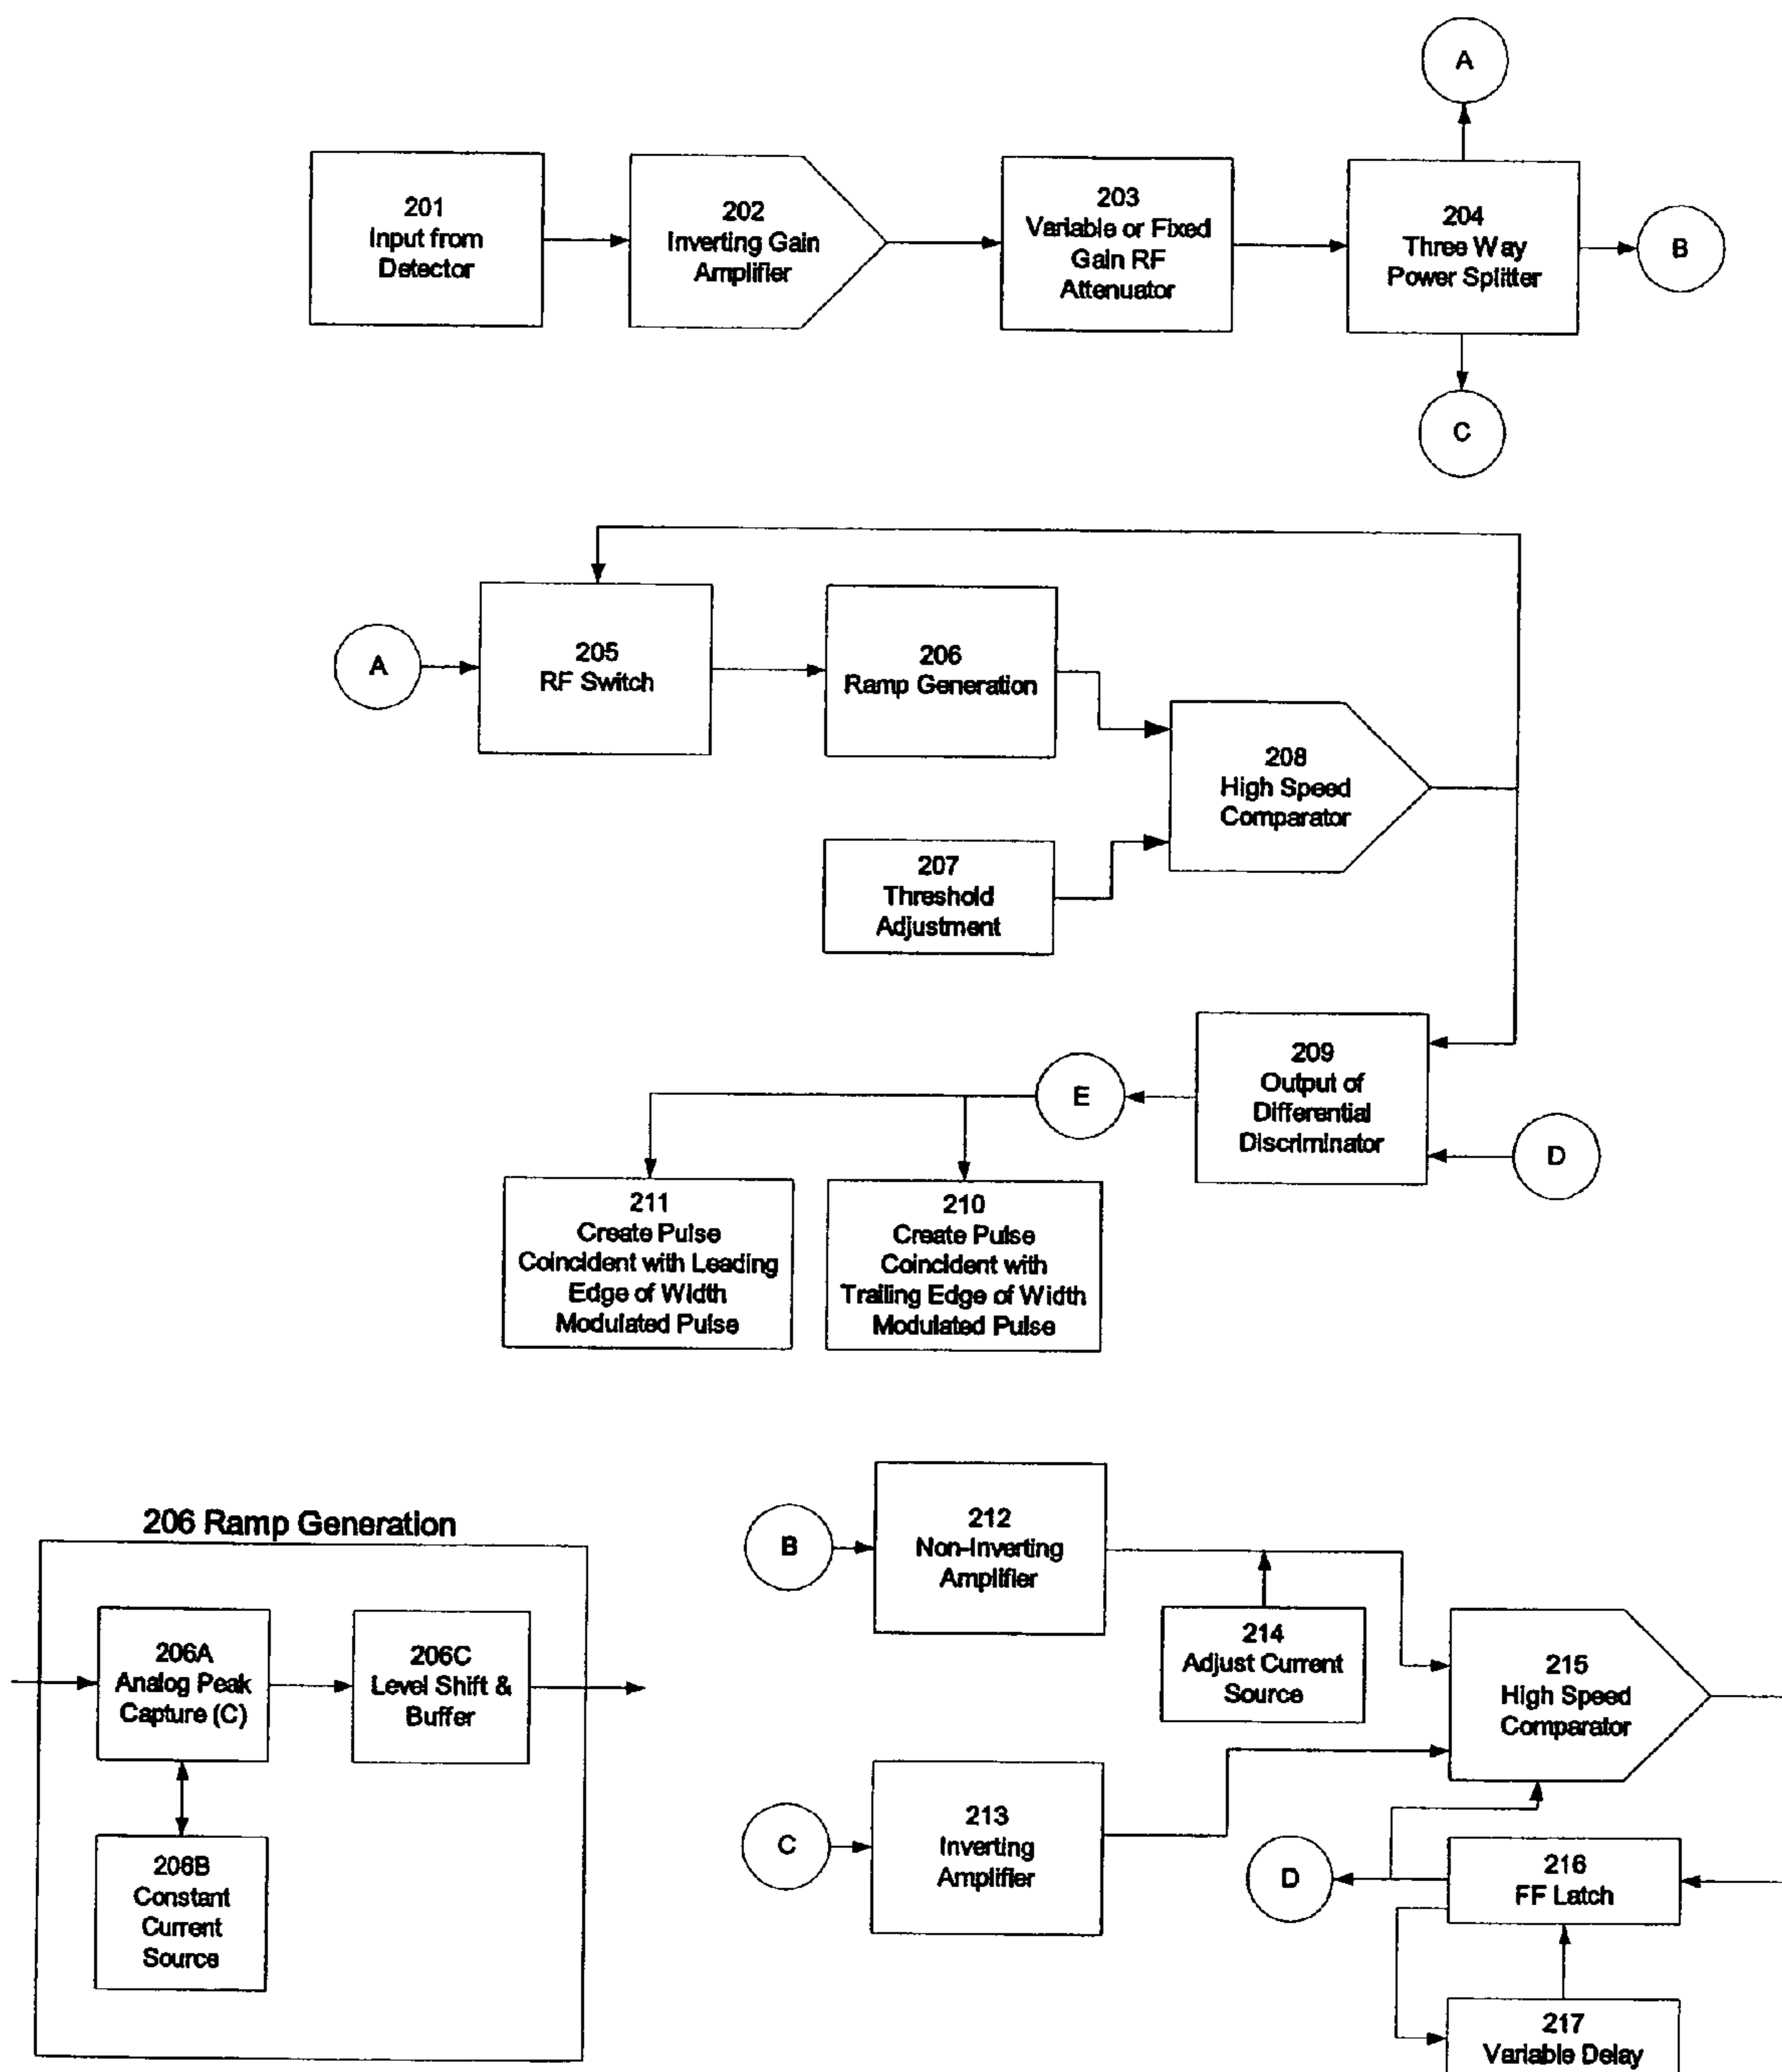 A
201
Input from
Detector
202
Inverting Gain
Amplifier
203
Variable or Fixed
Gain RF
Attenuator
204
Three Way
Power Splitter
B
C
A
205
RF Switch
206
Ramp Generation
208
High Speed
Comparator
207
Threshold
Adjustment
209
Output of
Differential
Discriminator
E
D
211
Create Pulse
Coincident with Leading
Edge of Width
Modulated Pulse
210
Create Pulse
Coincident with
Trailing Edge of Width
Modulated Pulse
206 Ramp Generation
206A
Analog Peak
Capture (C)
206C
Level Shift &
Buffer
206B
Constant
Current
Source
B
212
Non-Inverting
Amplifier
214
Adjust Current
Source
215
High Speed
Comparator
C
213
Inverting
Amplifier
D
216
FF Latch
217
Variable Delay